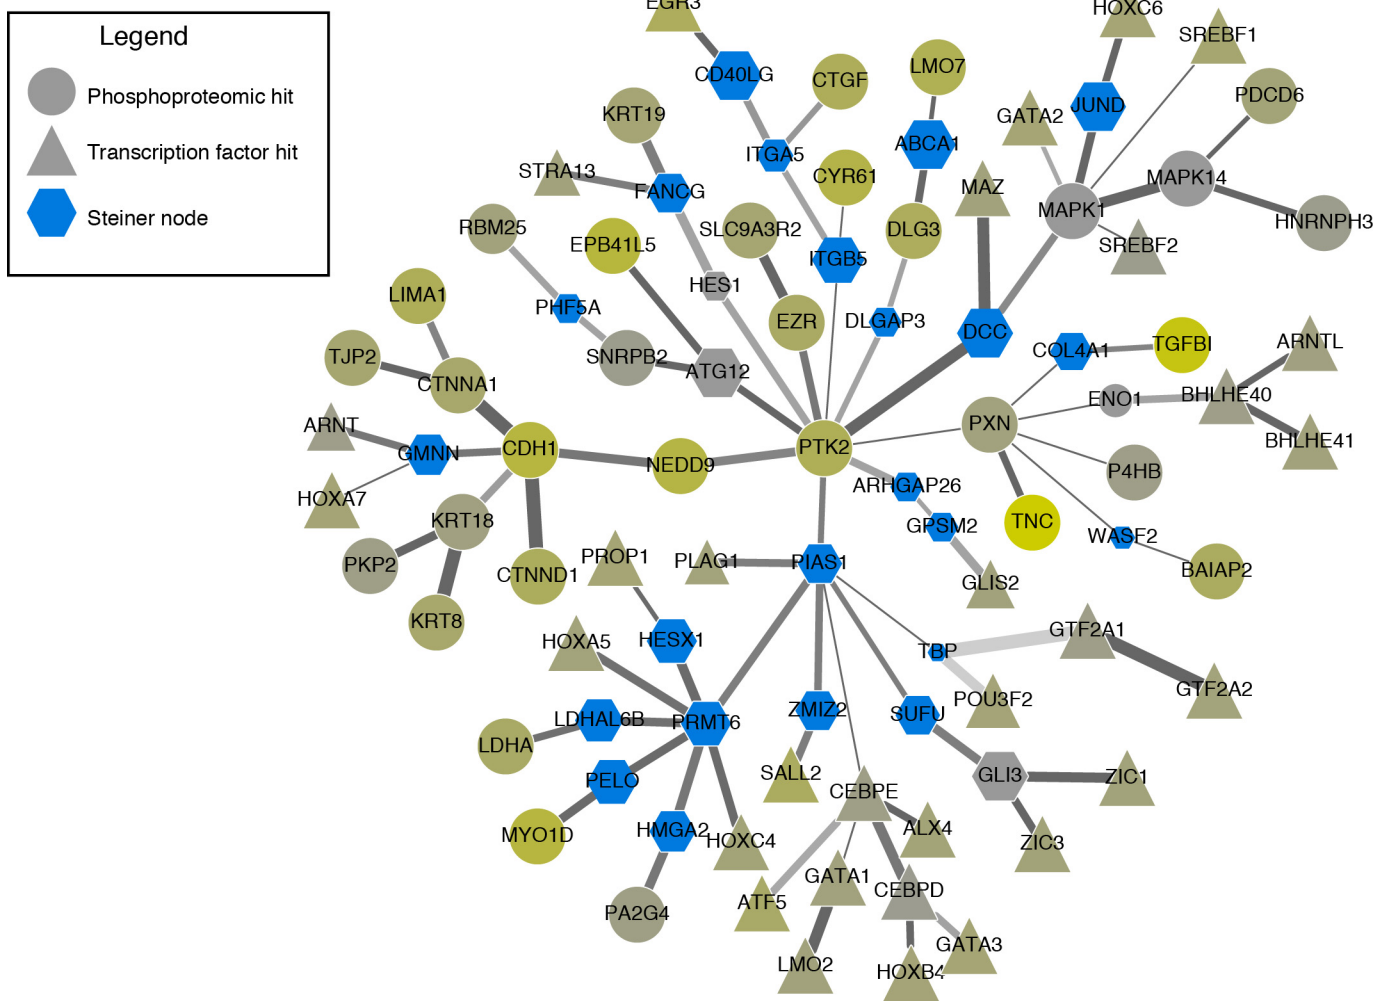 Legend
Phosphoproteomic hit
Transcription factor hit
Steiner node
EGR3
HOXC6
SREBF1
CD40LG
CTGF
LMO7
JUND
PDCD6
GATA2
KRT19
ITGA5
ABCA1
STRA13
FANCG
CYR61
MAZ
MAPK14
MAPK1
HNRNPH3
RBM25
EPB41L5
SLC9A3R2
DLG3
SREBF2
ITGB5
HES1
LIMA1
PHF5A
EZR
DLGAP3
DCC
COL4A1
TGFBI
ARNTL
TJP2
SNRPB2
ATG12
CTNNA1
ENO1
BHLHE40
ARNT
GMNN
CDH1
NEDD9
PTK2
PXN
BHLHE41
P4HB
HOXA7
ARHGAP26
KRT18
GPSM2
TNC
WASF2
PKP2
CTNND1
PROP1
PLAG1
PIAS1
GLIS2
BAIAP2
KRT8
HOXA5
HESX1
TBP
GTF2A1
GTF2A2
POU3F2
LDHAL6B
PRMT6
ZMIZ2
SUFU
LDHA
SALL2
GLI3
ZIC1
PELO
CEBPE
MYO1D
HMGA2
HOXC4
ALX4
ZIC3
GATA1
CEBPD
PA2G4
ATF5
GATA3
LMO2
HOXB4